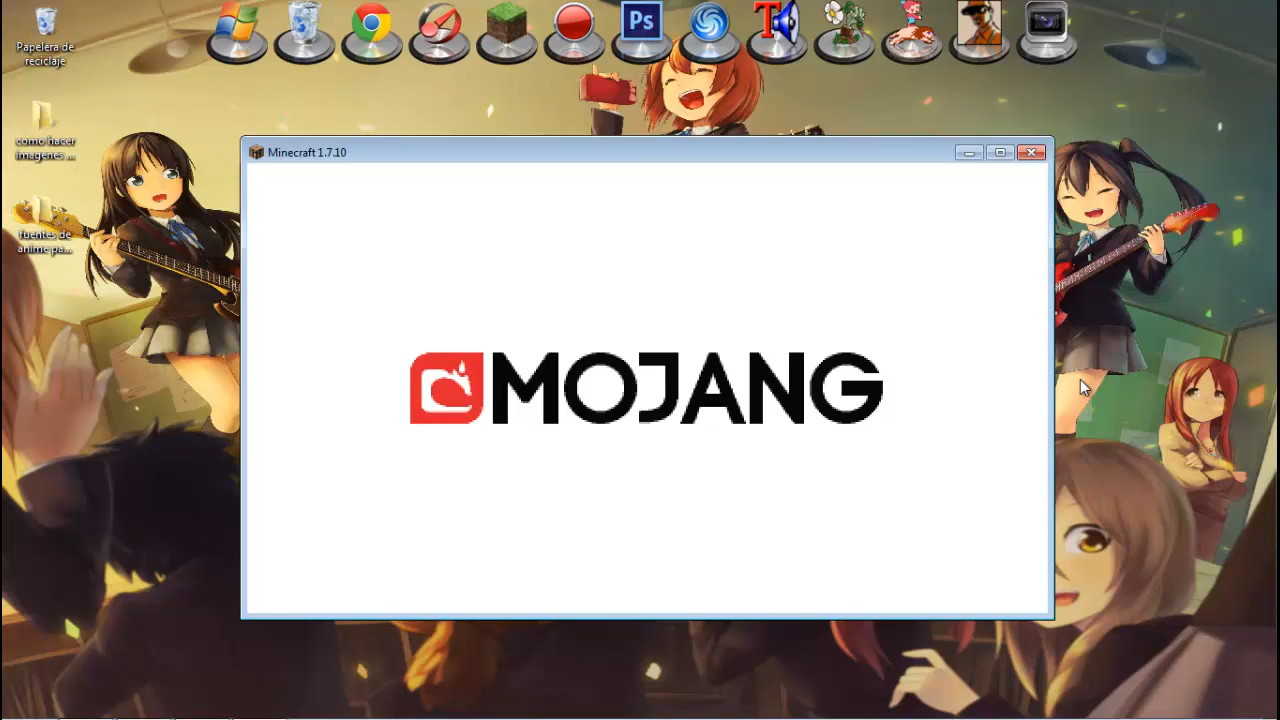 Papelera de
reciclaje
Ps
T
como hacer
imagenes ...
Minecraft 1.7.10
fuentes de
anime pa...
MOJANG